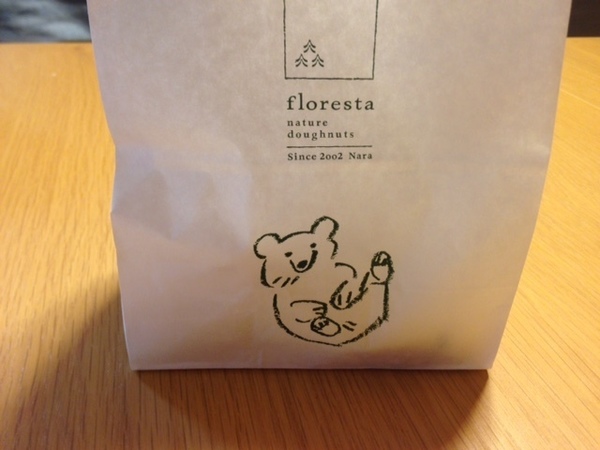 floresta
nature
doughnuts
Since 2002 Nara